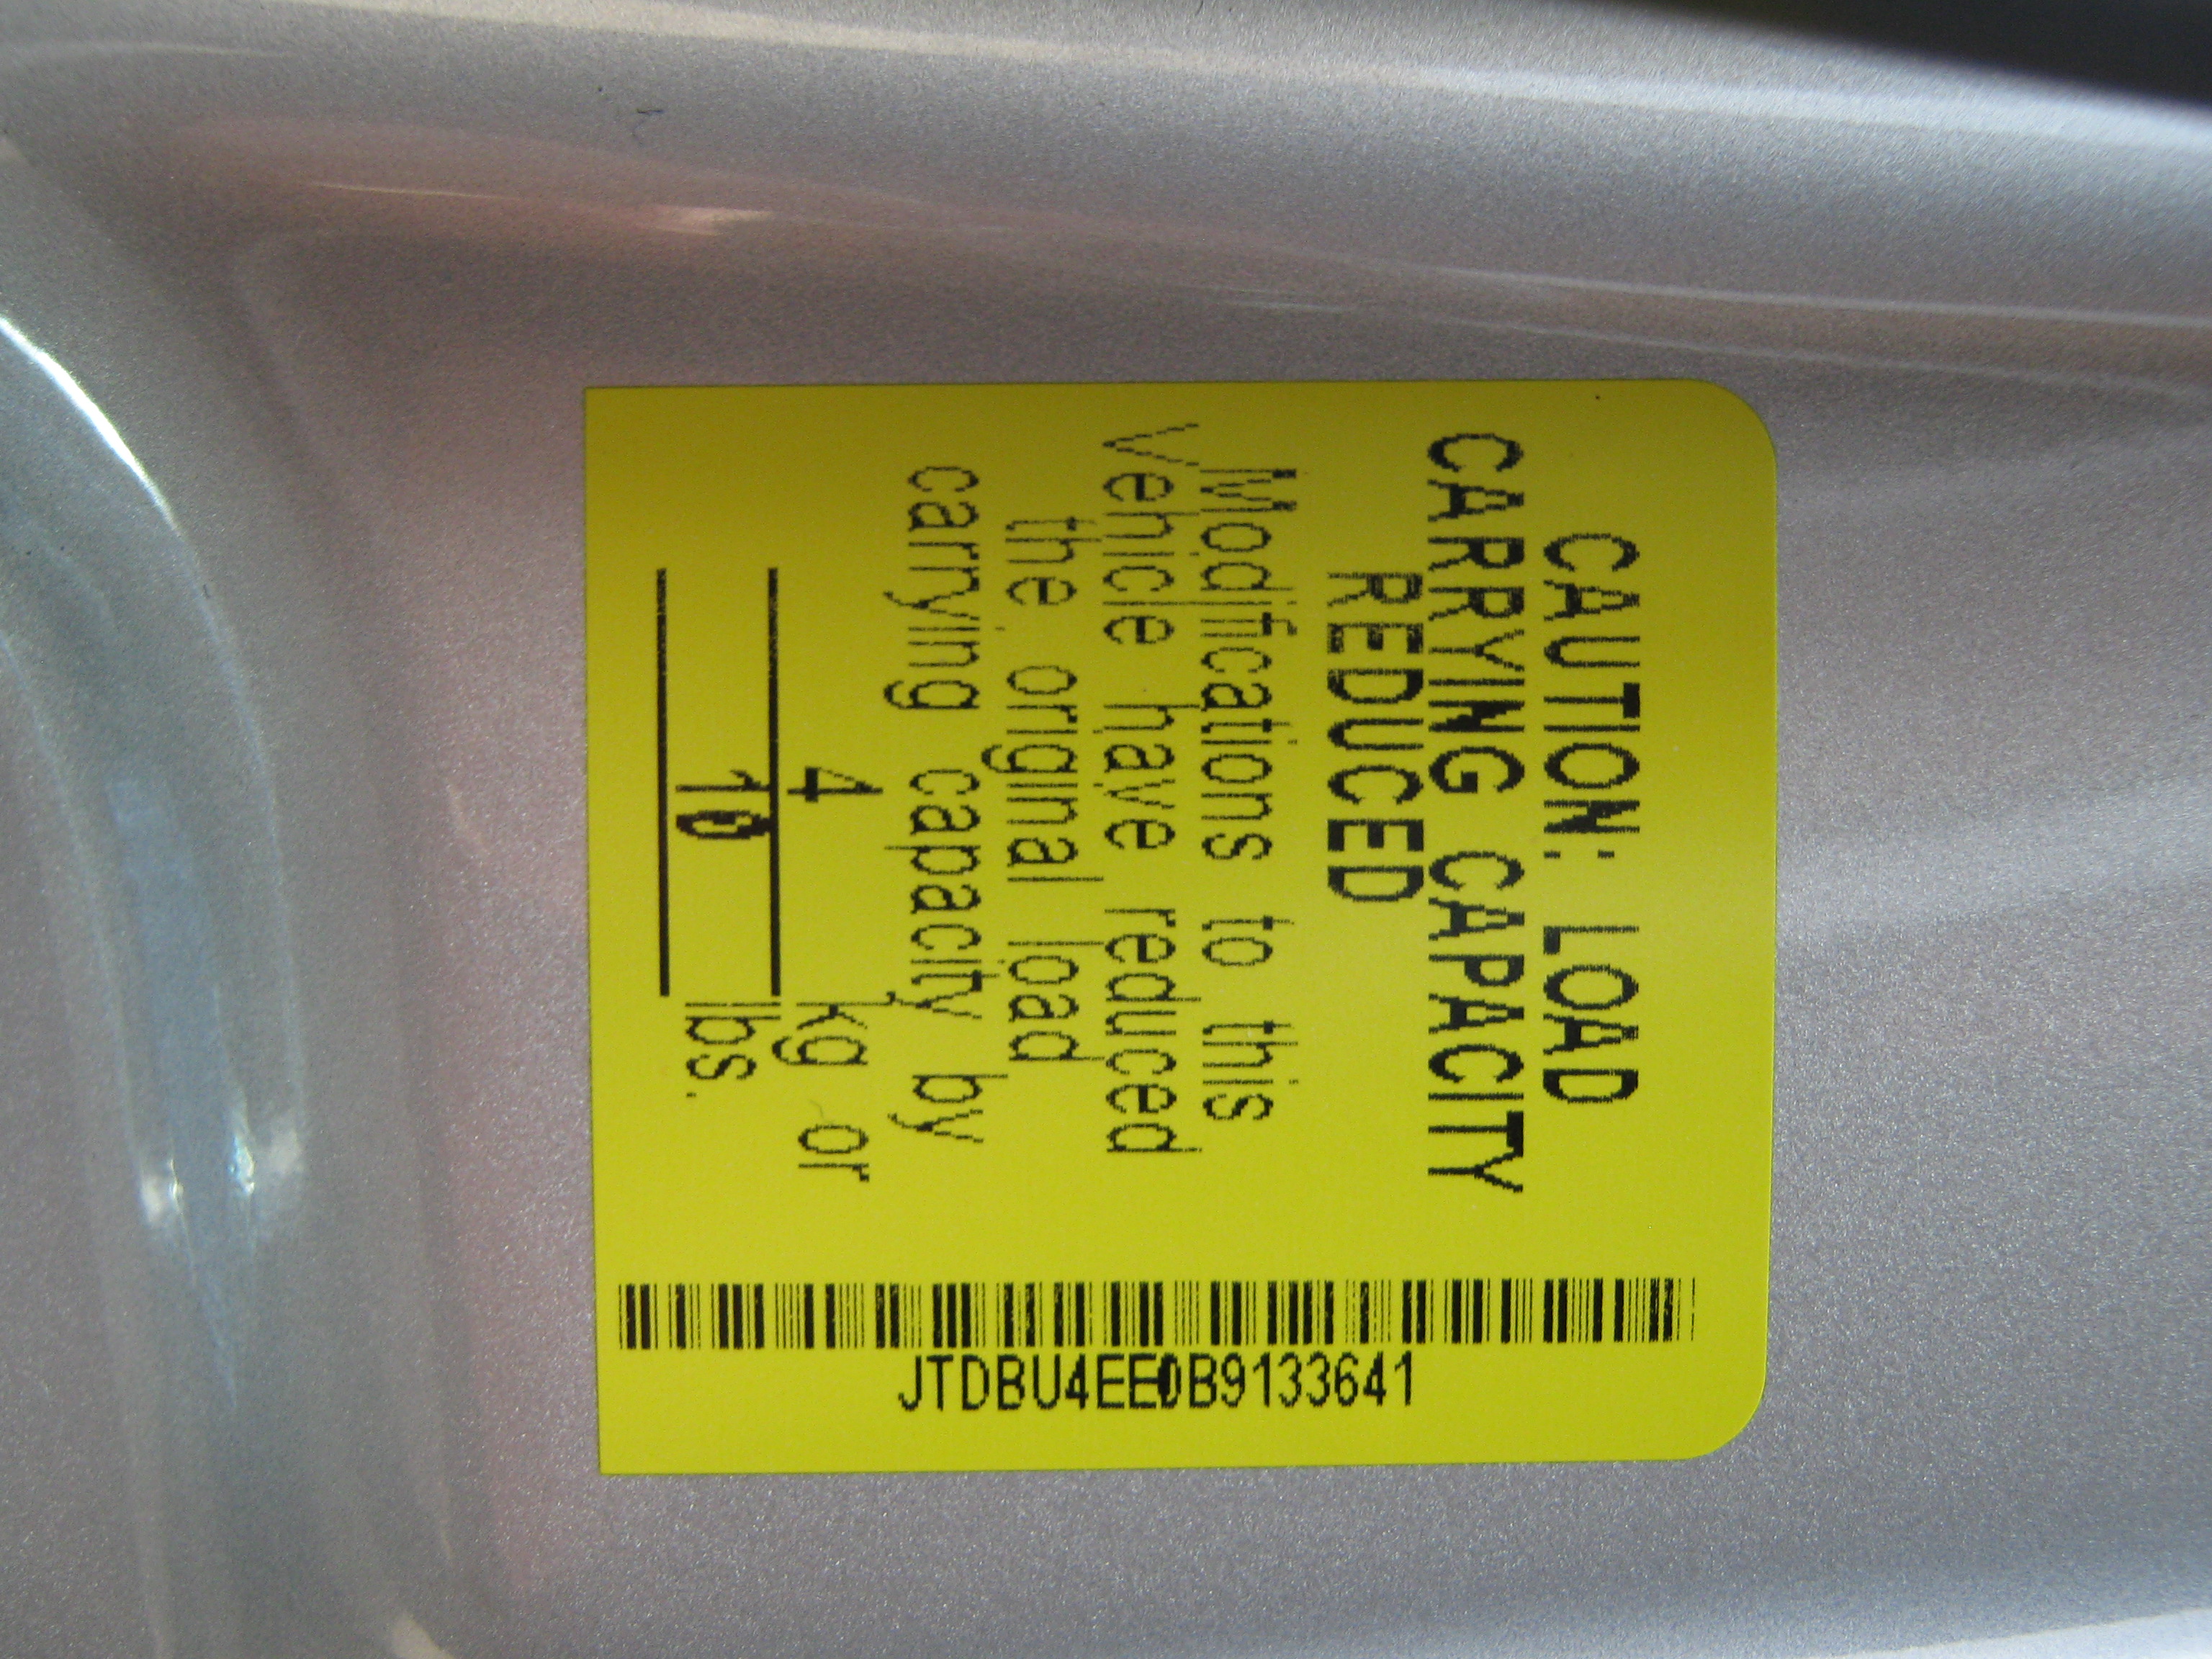 CAUTION: LOAD
CARRYING CAPACITY
REDUCED
Modifications to this
vehicle have reduced
the original load
carrying capacity by
4 kg or
10 lbs.
JTDBU4EE0B9133641